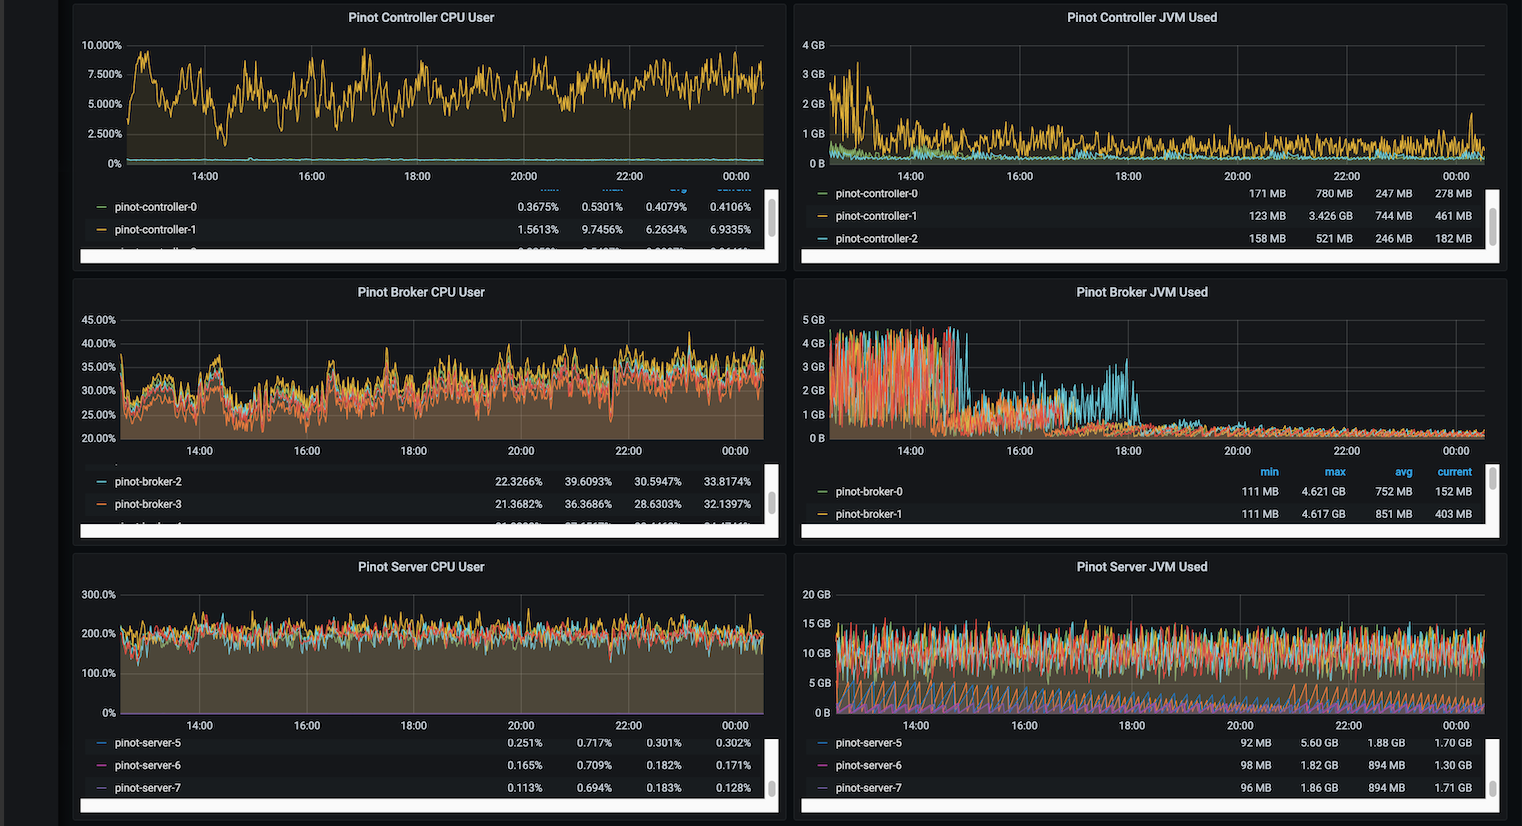 Pinot Controller CPU User
10.000%
7.500%
5.000%
2.500%
0%
14:00 16:00 18:00 20:00 22:00 00:00
pinot-controller-0 0.3675% 0.5301% 0.4079% 0.4106%
pinot-controller-1 1.5613% 9.7456% 6.2634% 6.9335%
Pinot Controller JVM Used
4 GB
3 GB
2 GB
1 GB
0 B
14:00 16:00 18:00 20:00 22:00 00:00
pinot-controller-0 171 MB 780 MB 247 MB 278 MB
pinot-controller-1 123 MB 3.426 GB 744 MB 461 MB
pinot-controller-2 158 MB 521 MB 246 MB 182 MB
Pinot Broker CPU User
45.00%
40.00%
35.00%
30.00%
25.00%
20.00%
14:00 16:00 18:00 20:00 22:00 00:00
pinot-broker-2 22.3266% 39.6093% 30.5947% 33.8174%
pinot-broker-3 21.3682% 36.3686% 28.6303% 32.1397%
Pinot Broker JVM Used
5 GB
4 GB
3 GB
2 GB
1 GB
0 B
14:00 16:00 18:00 20:00 22:00 00:00
min max avg current
pinot-broker-0 111 MB 4.621 GB 752 MB 152 MB
pinot-broker-1 111 MB 4.617 GB 851 MB 403 MB
Pinot Server CPU User
300.0%
200.0%
100.0%
0%
14:00 16:00 18:00 20:00 22:00 00:00
pinot-server-5 0.251% 0.717% 0.301% 0.302%
pinot-server-6 0.165% 0.709% 0.182% 0.171%
pinot-server-7 0.113% 0.694% 0.183% 0.128%
Pinot Server JVM Used
20 GB
15 GB
10 GB
5 GB
0 B
14:00 16:00 18:00 20:00 22:00 00:00
pinot-server-5 92 MB 5.60 GB 1.88 GB 1.70 GB
pinot-server-6 98 MB 1.82 GB 894 MB 1.30 GB
pinot-server-7 96 MB 1.86 GB 894 MB 1.71 GB